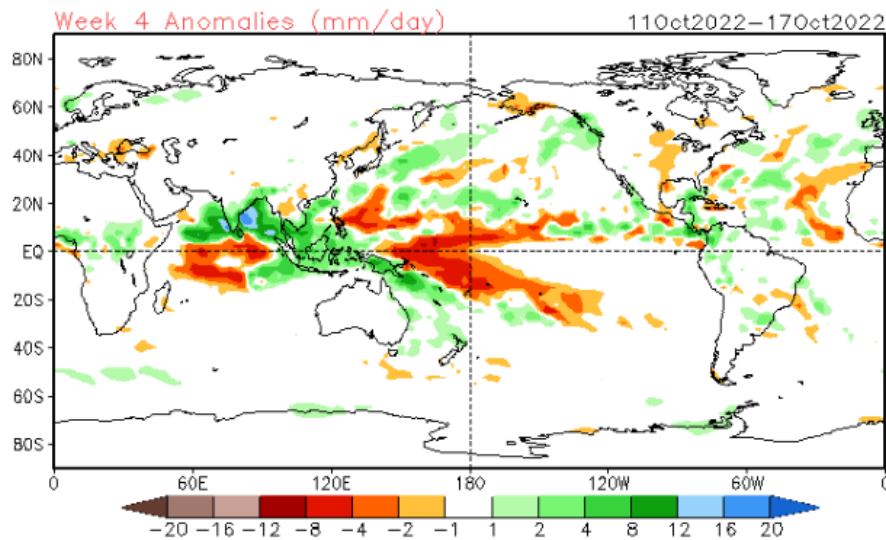 Week 4 Anomalies (mm/day) 11Oct2022-17Oct2022
80N
60N
40N
20N
EQ
20S
40S
60S
80S
0 60E 120E 180 120W 60W 0
-20 -16 -12 -8 -4 -2 -1 1 2 4 8 12 16 20